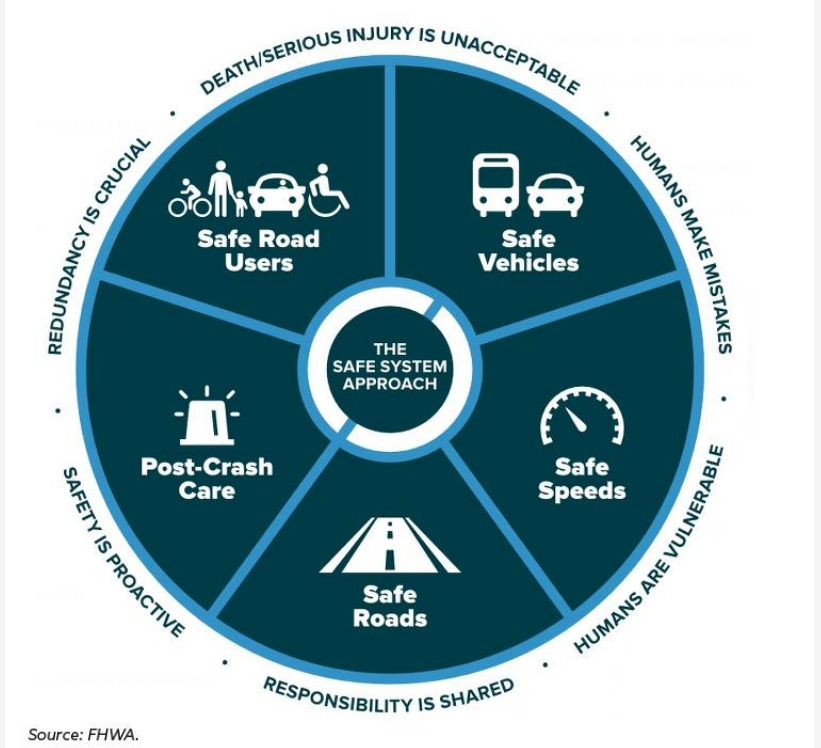 DEATH/SERIOUS INJURY IS UNACCEPTABLE
HUMANS MAKE MISTAKES
HUMANS ARE VULNERABLE
RESPONSIBILITY IS SHARED
SAFETY IS PROACTIVE
REDUNDANCY IS CRUCIAL
Safe Road
Users
Safe
Vehicles
THE
SAFE SYSTEM
APPROACH
Post-Crash
Care
Safe
Speeds
Safe
Roads
Source: FHWA.